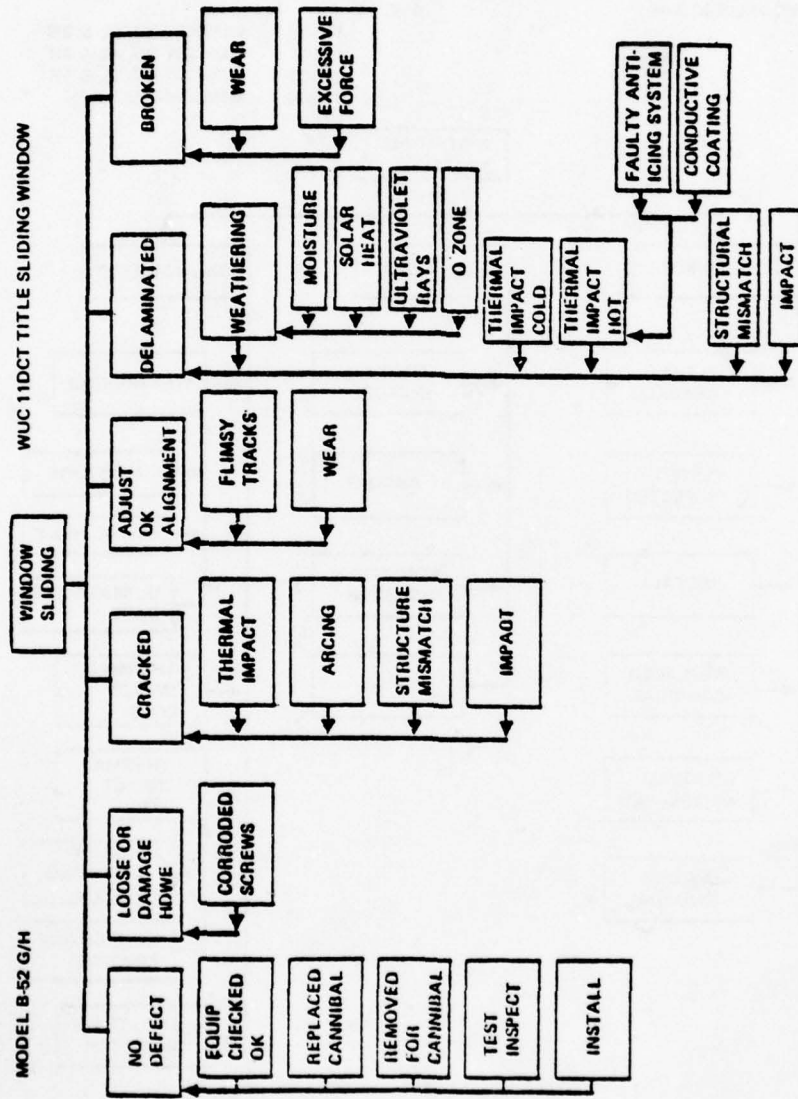 MODEL B-52 G/H
WUC 11DCT TITLE SLIDING WINDOW
WINDOW
SLIDING
NO
DEFECT
EQUIP
CHECKED
OK
REPLACED
CANNIBAL
REMOVED
FOR
CANNIBAL
TEST
INSPECT
INSTALL
LOOSE OR
DAMAGE
HDWE
CORRODED
SCREWS
CRACKED
THERMAL
IMPACT
ARCING
STRUCTURE
MISMATCH
IMPACT
ADJUST
OK
ALIGNMENT
FLIMSY
TRACKS
WEAR
DELAMINATED
WEATHERING
MOISTURE
SOLAR
HEAT
ULTRAVIOLET
RAYS
O ZONE
THERMAL
IMPACT
COLD
THERMAL
IMPACT
HOT
FAULTY ANTI-
ICING SYSTEM
CONDUCTIVE
COATING
STRUCTURAL
MISMATCH
IMPACT
BROKEN
WEAR
EXCESSIVE
FORCE